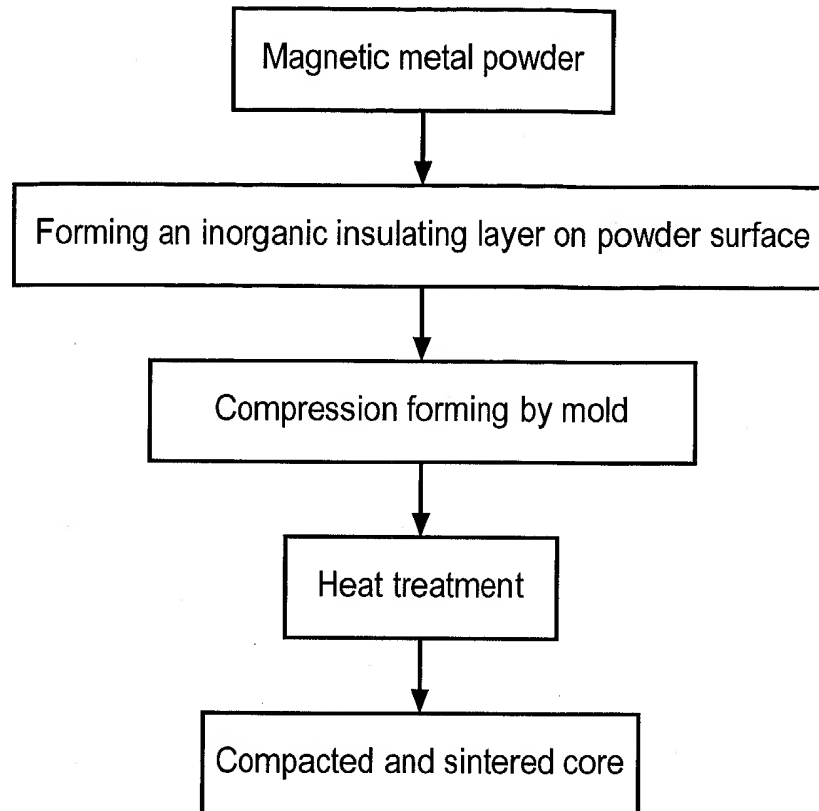 Magnetic metal powder
Forming an inorganic insulating layer on powder surface
Compression forming by mold
Heat treatment
Compacted and sintered core